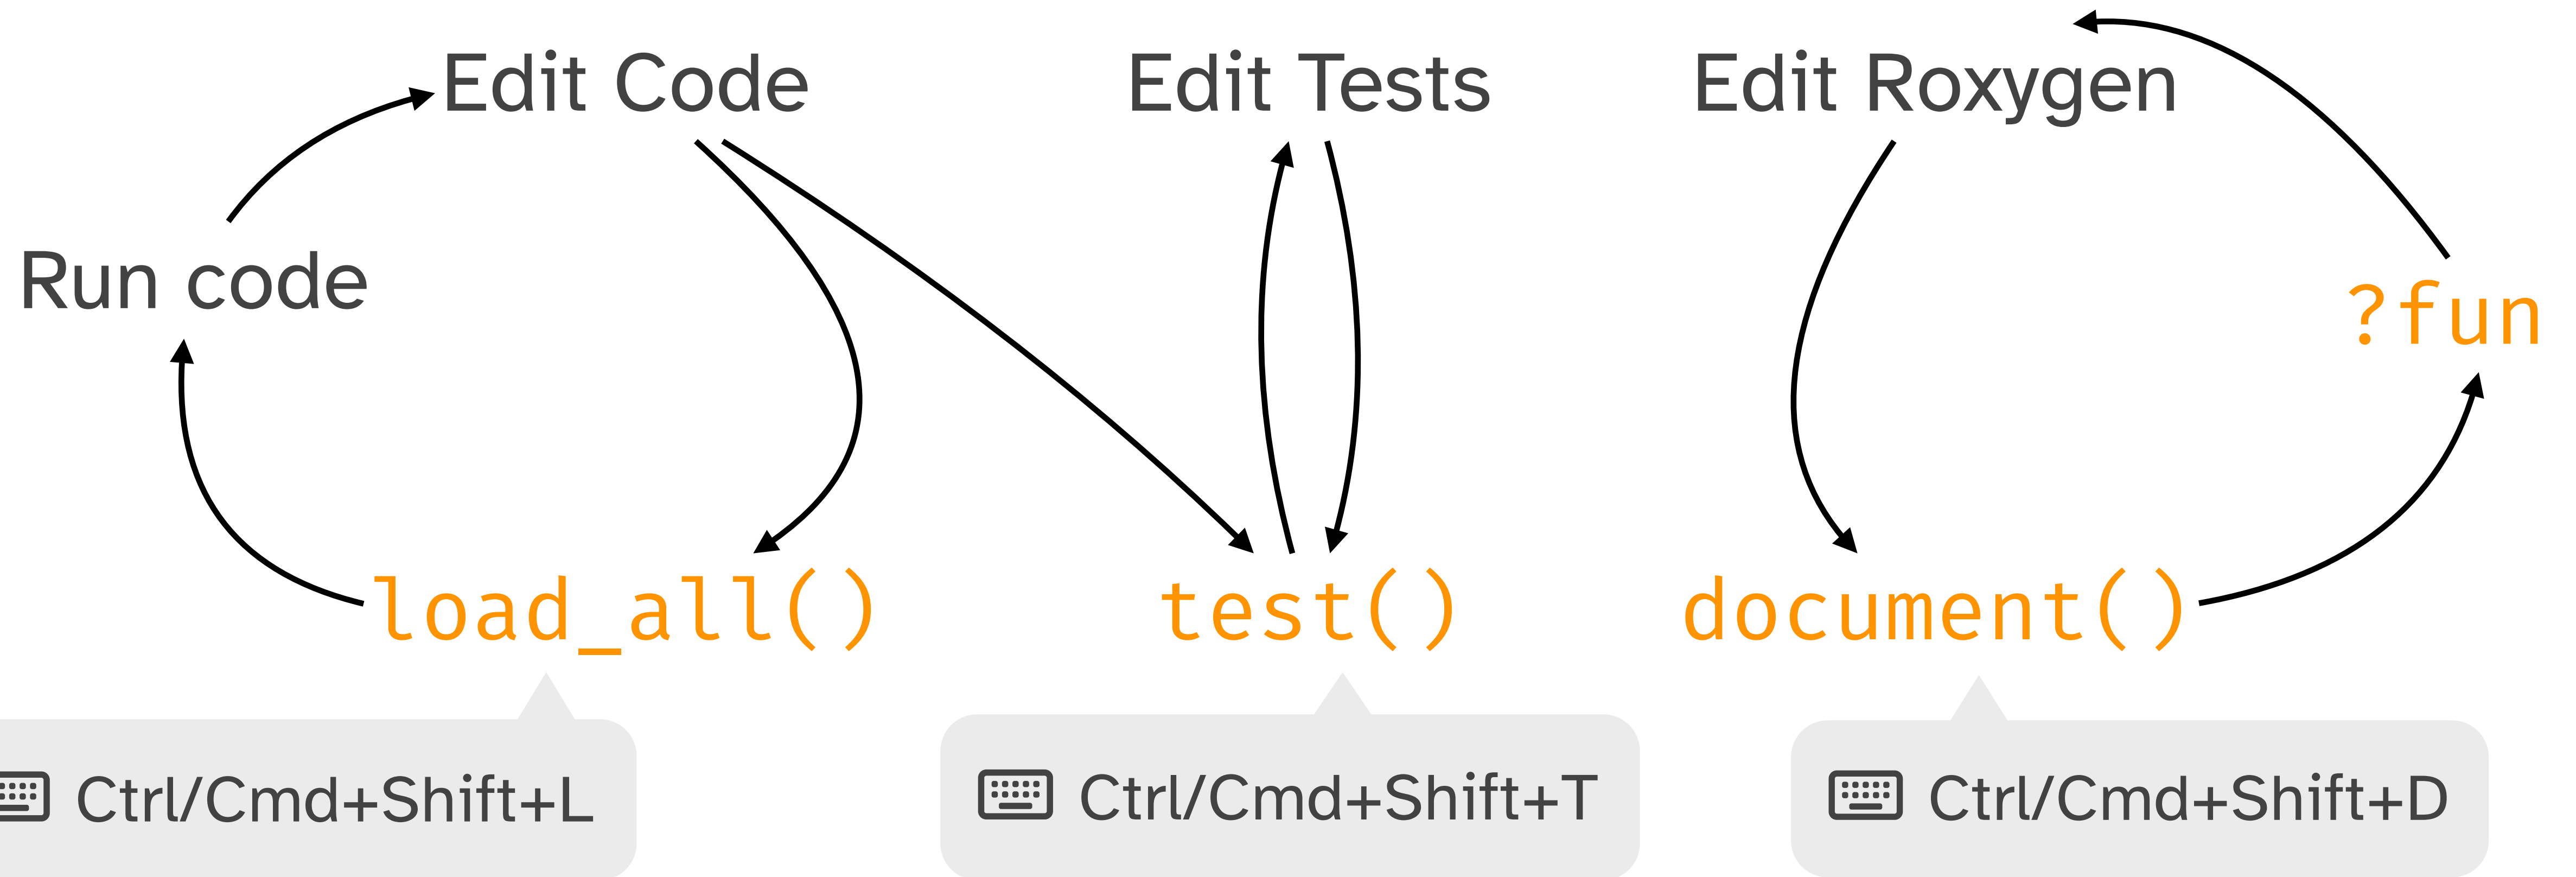 Edit Code
Edit Tests
Edit Roxygen
Run code
?fun
load_all()
test()
document()
Ctrl/Cmd+Shift+L
Ctrl/Cmd+Shift+T
Ctrl/Cmd+Shift+D